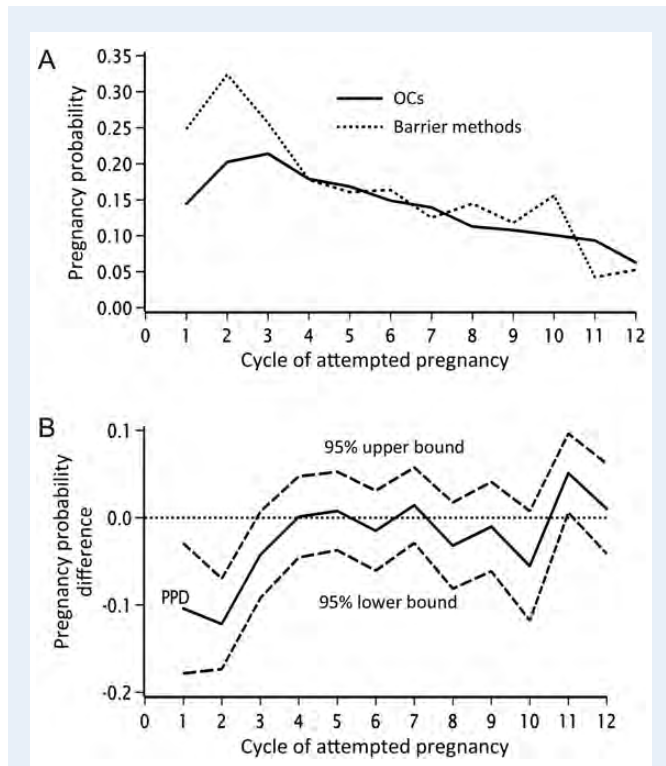 A
0.35
0.30
0.25
0.20
0.15
0.10
0.05
0.00
Pregnancy probability
OCs
Barrier methods
0 1 2 3 4 5 6 7 8 9 10 11 12
Cycle of attempted pregnancy
B
0.1
0.0
-0.1
-0.2
Pregnancy probability
difference
95% upper bound
PPD
95% lower bound
0 1 2 3 4 5 6 7 8 9 10 11 12
Cycle of attempted pregnancy